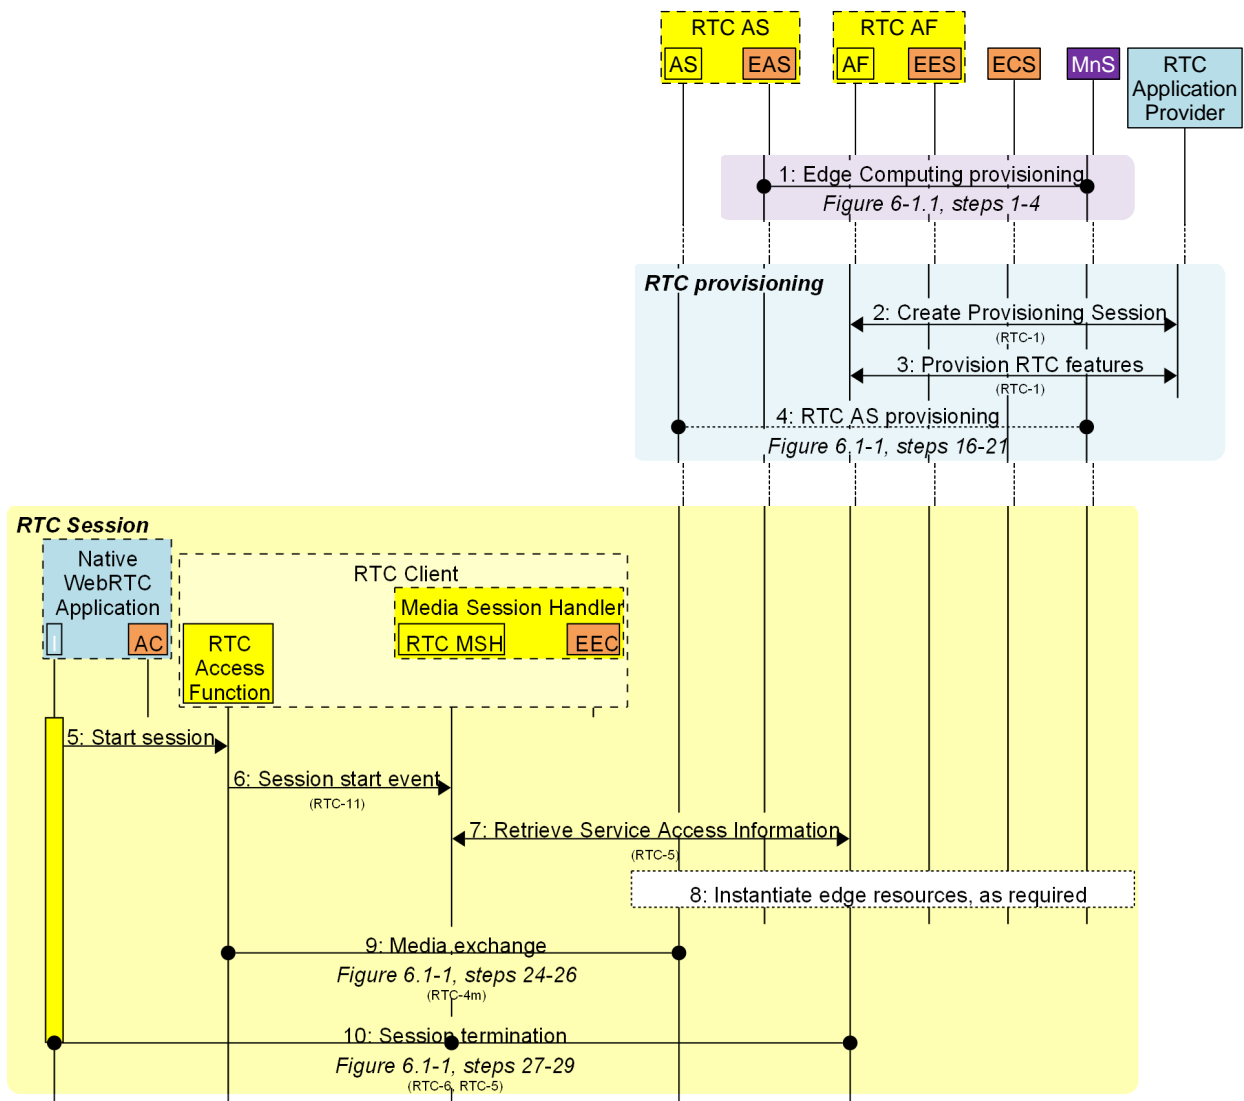 RTC AS
RTC AF
AS
EAS
AF
EES
ECS
MnS
RTC
Application
Provider
1: Edge Computing provisioning
Figure 6-1.1, steps 1-4
RTC provisioning
2: Create Provisioning Session
(RTC-1)
3: Provision RTC features
(RTC-1)
4: RTC AS provisioning
Figure 6.1-1, steps 16-21
RTC Session
Native
WebRTC
Application
I
AC
RTC Client
Media Session Handler
RTC
Access
Function
RTC MSH
EEC
5: Start session
6: Session start event
(RTC-11)
7: Retrieve Service Access Information
(RTC-5)
8: Instantiate edge resources, as required
9: Media exchange
Figure 6.1-1, steps 24-26
(RTC-4m)
10: Session termination
Figure 6.1-1, steps 27-29
(RTC-6, RTC-5)